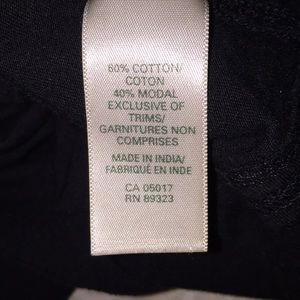 60% COTTON/
COTON
40% MODAL
EXCLUSIVE OF
TRIMS/
GARNITURES NON
COMPRISES
MADE IN INDIA/
FABRIQUÉ EN INDE
CA 05017
RN 89323